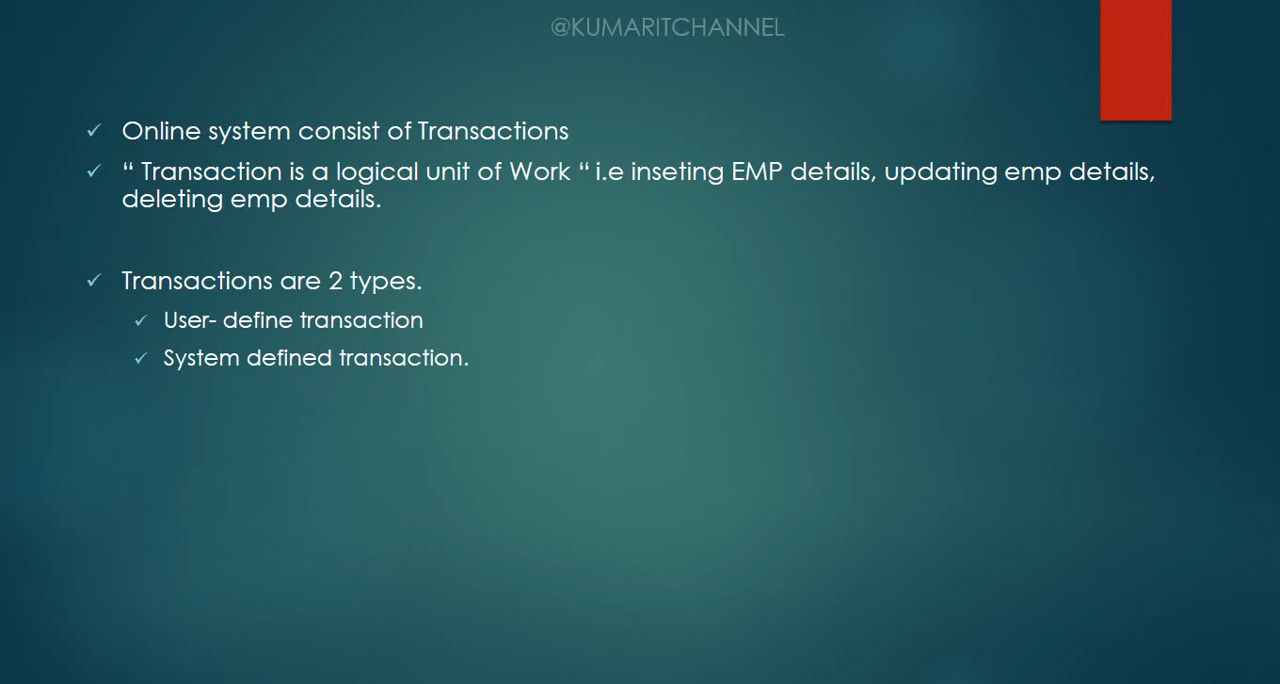 @KUMARITCHANNEL
Online system consist of Transactions
“ Transaction is a logical unit of Work “ i.e inseting EMP details, updating emp details,
deleting emp details.
Transactions are 2 types.
User- define transaction
System defined transaction.